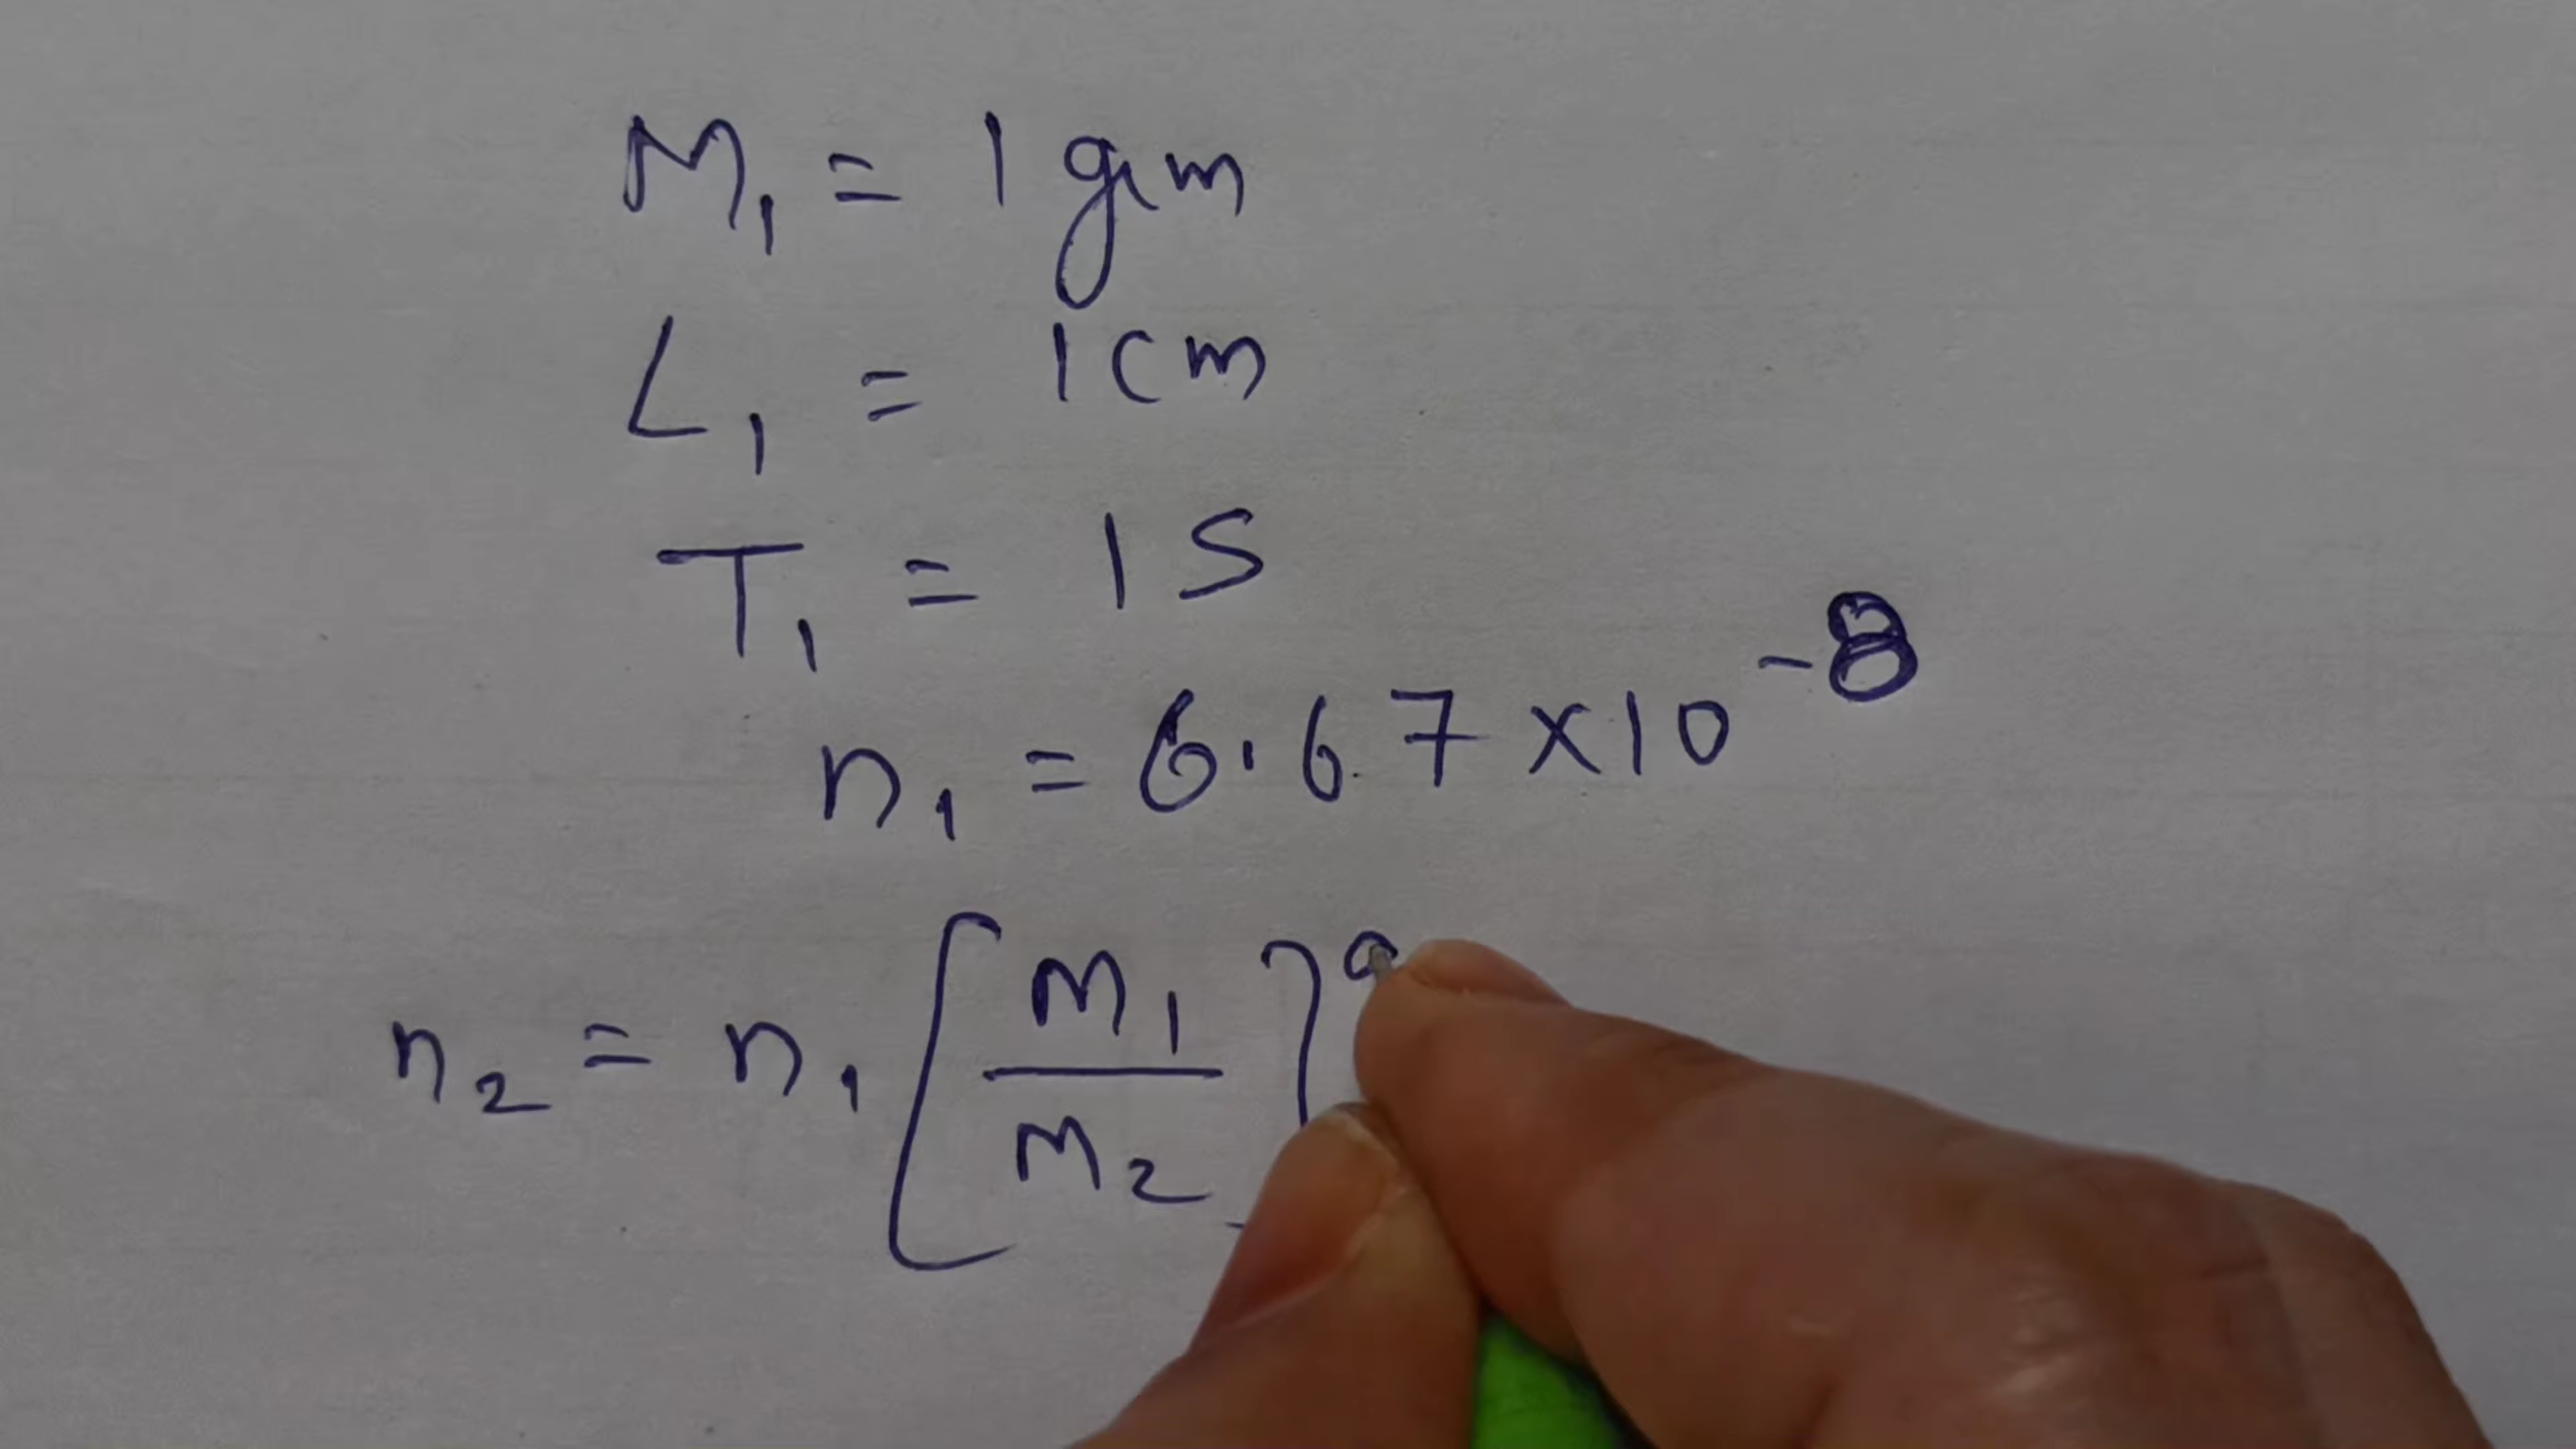 M₁ = 1 gm
L₁ = 1 cm
T₁ = 1 S
n₁ = 6.67 × 10⁻⁸
n₂ = n₁ [M₁/M₂]ᵃ